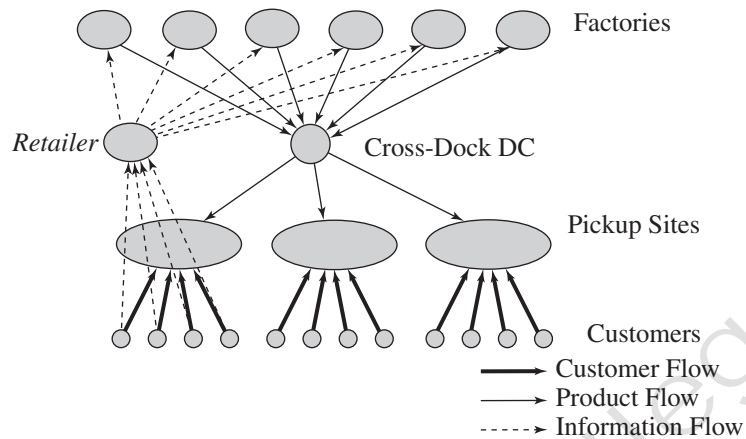 Factories
Retailer
Cross-Dock DC
Pickup Sites
Customers
Customer Flow
Product Flow
Information Flow